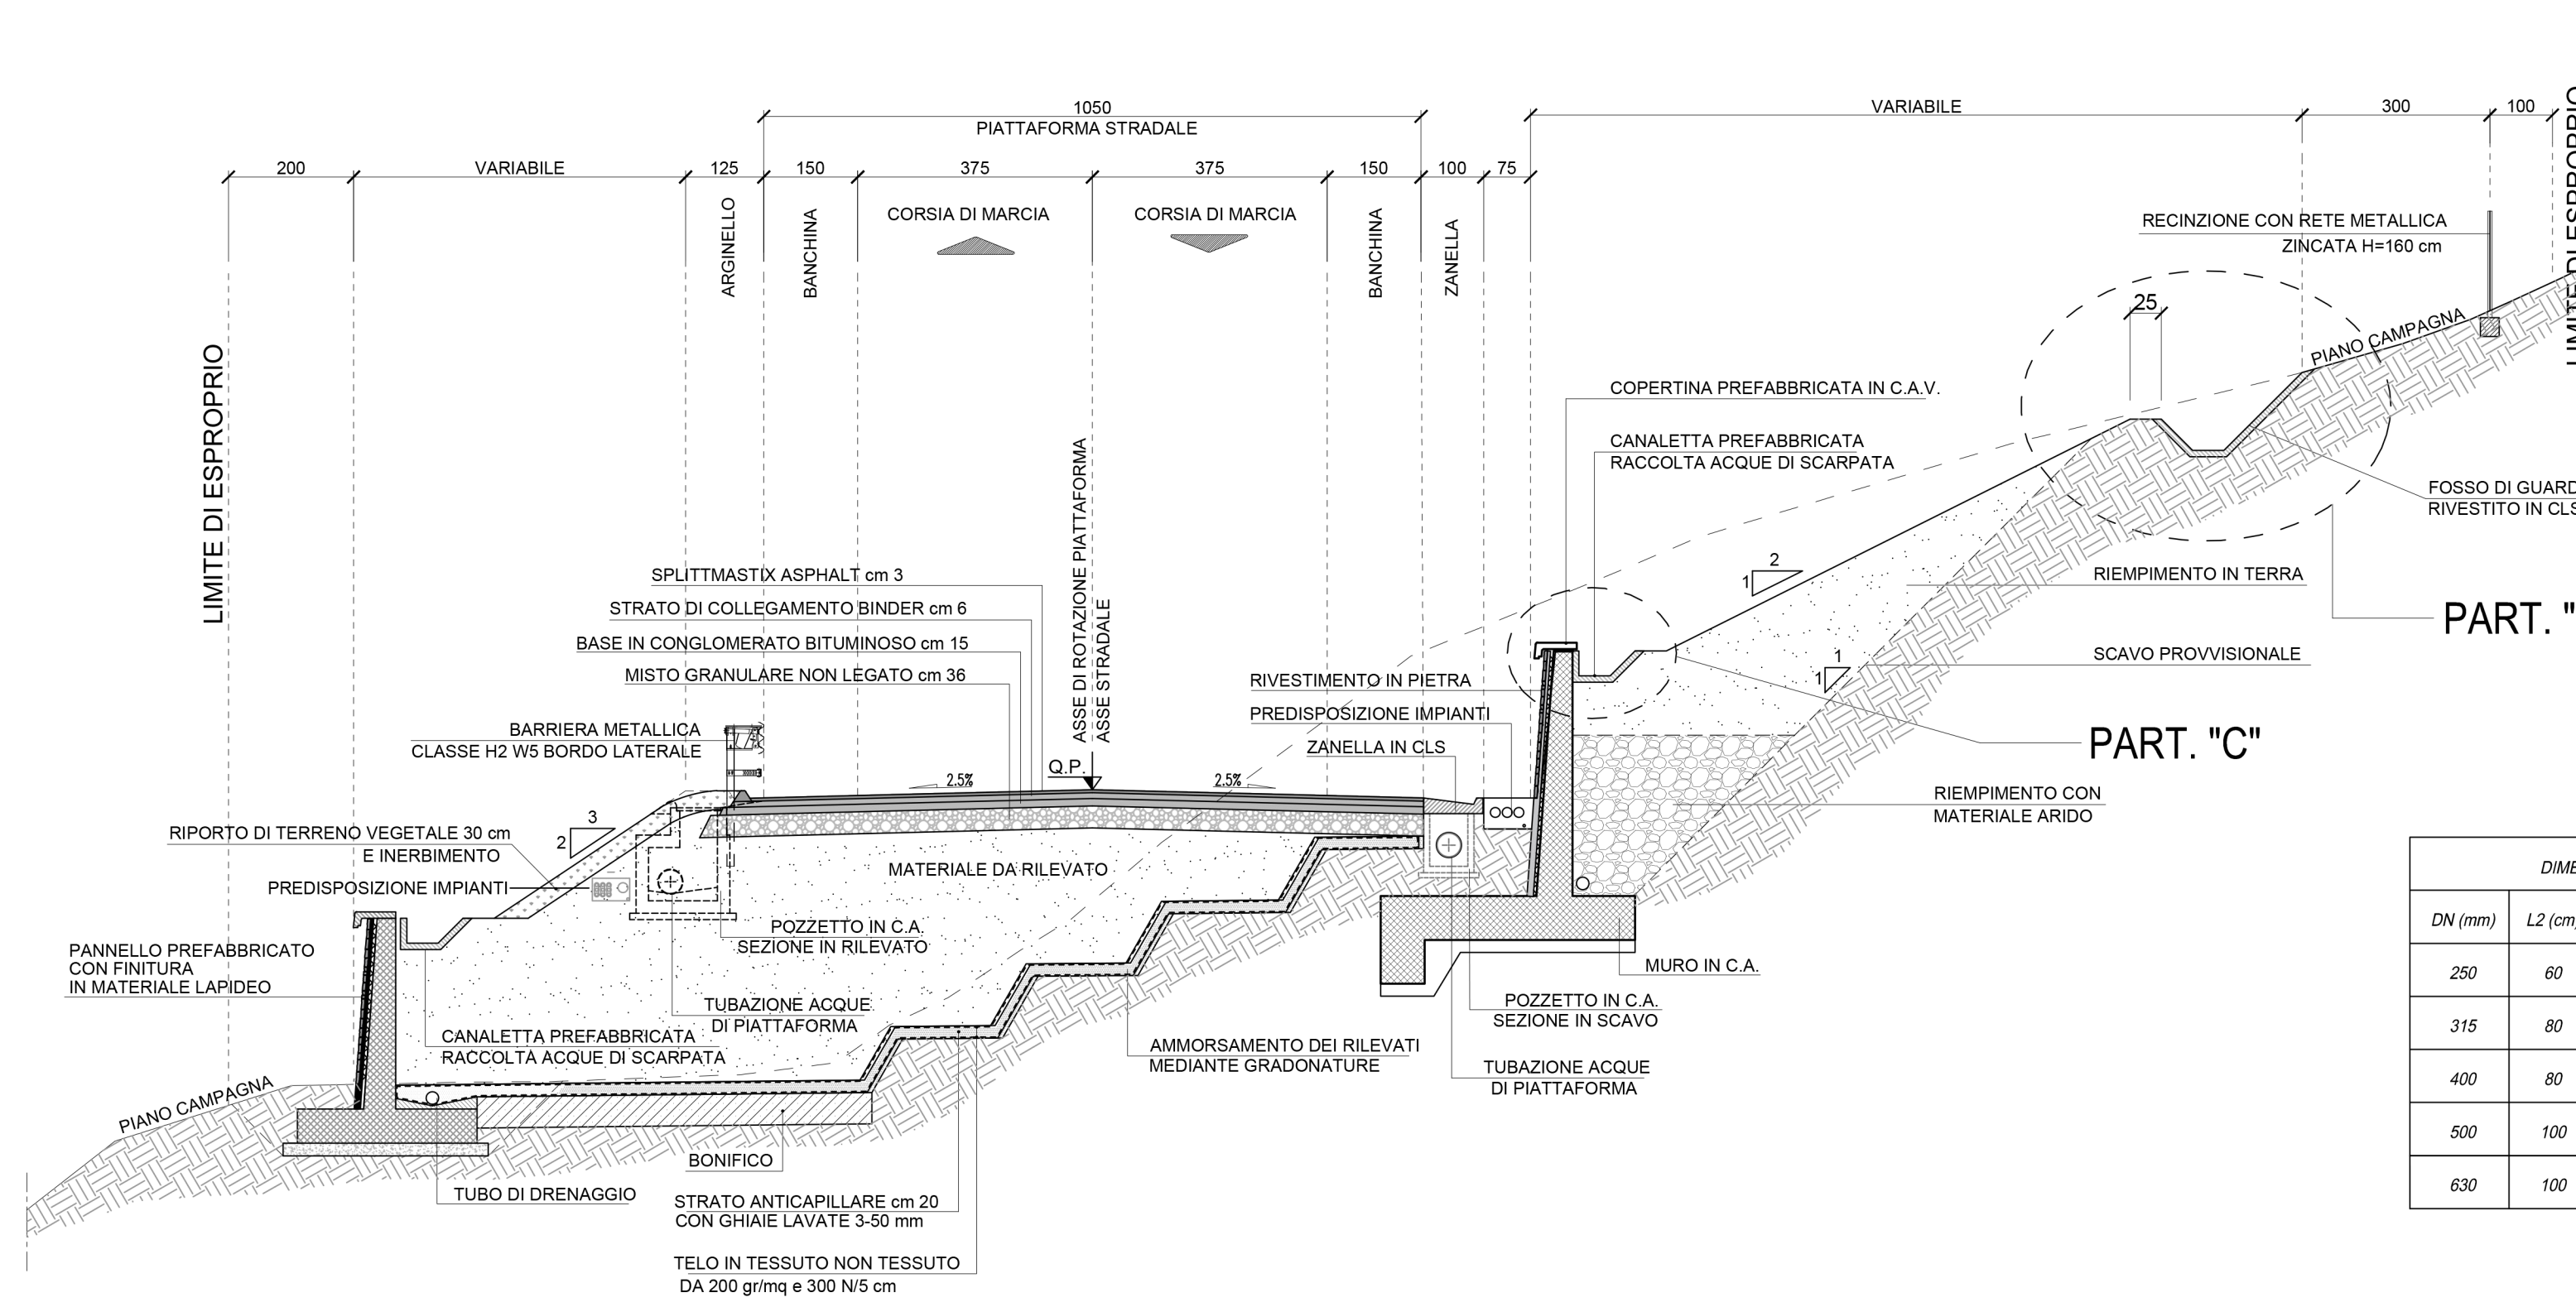 1050
PIATTAFORMA STRADALE
VARIABILE
300
100
200
VARIABILE
125
150
375
375
150
100
75
ARGINELLO
BANCHINA
CORSIA DI MARCIA
CORSIA DI MARCIA
BANCHINA
ZANELLA
LIMITE DI ESPROPRIO
LIMITE DI ESPROPRIO
RECINZIONE CON RETE METALLICA
ZINCATA H=160 cm
25
PIANO CAMPAGNA
COPERTINA PREFABBRICATA IN C.A.V.
CANALETTA PREFABBRICATA
RACCOLTA ACQUE DI SCARPATA
FOSSO DI GUARD
RIVESTITO IN CLS
ASSE DI ROTAZIONE PIATTAFORMA
ASSE STRADALE
SPLITTMASTIX ASPHALT cm 3
STRATO DI COLLEGAMENTO BINDER cm 6
BASE IN CONGLOMERATO BITUMINOSO cm 15
MISTO GRANULARE NON LEGATO cm 36
2
1
RIEMPIMENTO IN TERRA
PART. "
SCAVO PROVVISIONALE
1
1
RIVESTIMENTO IN PIETRA
PREDISPOSIZIONE IMPIANTI
ZANELLA IN CLS
BARRIERA METALLICA
CLASSE H2 W5 BORDO LATERALE
PART. "C"
Q.P.
2.5%
2.5%
RIEMPIMENTO CON
MATERIALE ARIDO
3
2
RIPORTO DI TERRENO VEGETALE 30 cm
E INERBIMENTO
PREDISPOSIZIONE IMPIANTI
MATERIALE DA RILEVATO
POZZETTO IN C.A.
SEZIONE IN RILEVATO
PANNELLO PREFABBRICATO
CON FINITURA
IN MATERIALE LAPIDEO
MURO IN C.A.
TUBAZIONE ACQUE
DI PIATTAFORMA
POZZETTO IN C.A.
SEZIONE IN SCAVO
CANALETTA PREFABBRICATA
RACCOLTA ACQUE DI SCARPATA
AMMORSAMENTO DEI RILEVATI
MEDIANTE GRADONATURE
TUBAZIONE ACQUE
DI PIATTAFORMA
PIANO CAMPAGNA
BONIFICO
TUBO DI DRENAGGIO
STRATO ANTICAPILLARE cm 20
CON GHIAIE LAVATE 3-50 mm
TELO IN TESSUTO NON TESSUTO
DA 200 gr/mq e 300 N/5 cm
DIME
DN (mm) L2 (cm
250 60
315 80
400 80
500 100
630 100